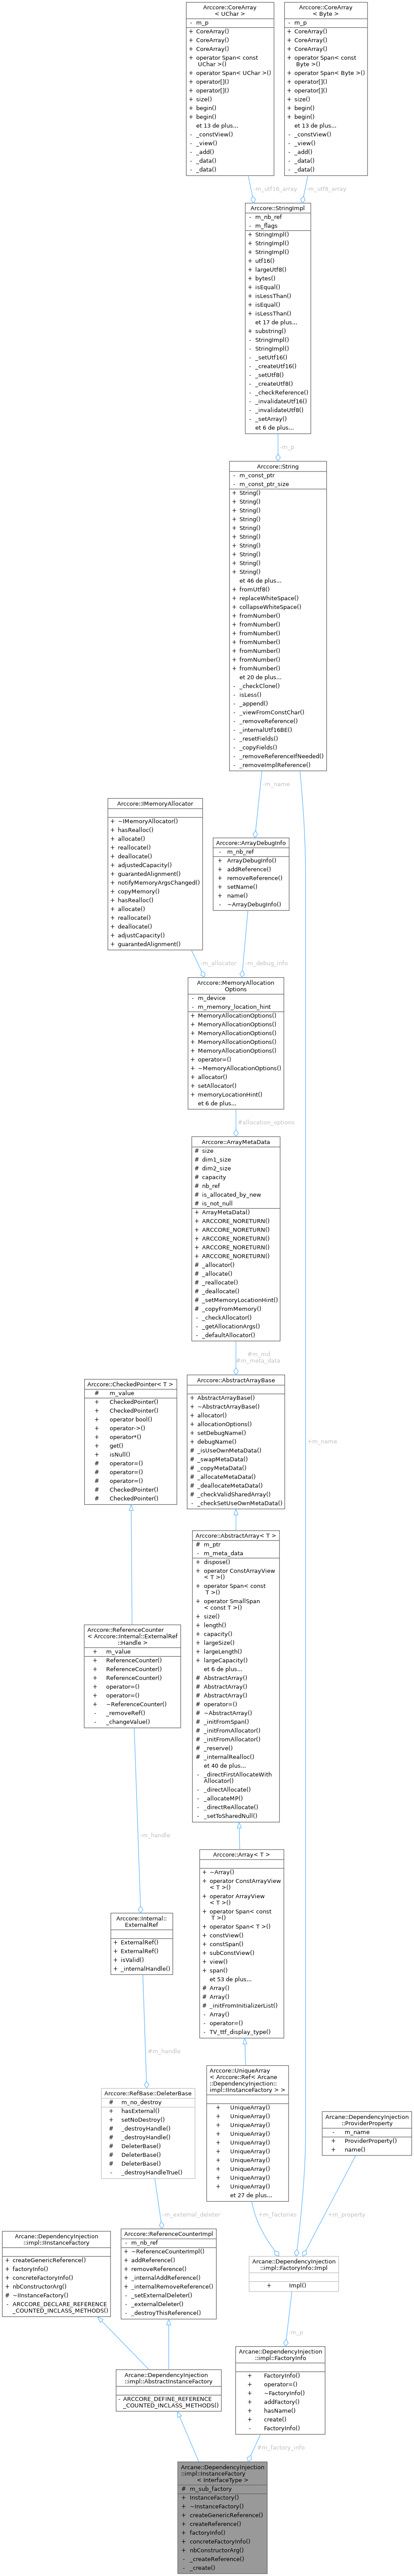 Arccore::CoreArray
< UChar >
- m_p
+ CoreArray()
+ CoreArray()
+ CoreArray()
+ operator Span< const
UChar >()
+ operator Span< UChar >()
+ operator[]()
+ operator[]()
+ size()
+ begin()
+ begin()
et 13 de plus...
- _constView()
- _view()
- _add()
- _data()
- _data()
Arccore::CoreArray
< Byte >
- m_p
+ CoreArray()
+ CoreArray()
+ CoreArray()
+ operator Span< const
Byte >()
+ operator Span< Byte >()
+ operator[]()
+ operator[]()
+ size()
+ begin()
+ begin()
et 13 de plus...
- _constView()
- _view()
- _add()
- _data()
- _data()
-m_utf16_array
-m_utf8_array
Arccore::StringImpl
- m_nb_ref
- m_flags
+ StringImpl()
+ StringImpl()
+ StringImpl()
+ utf16()
+ largeUtf8()
+ bytes()
+ isEqual()
+ isLessThan()
+ isEqual()
+ isLessThan()
et 17 de plus...
+ substring()
- StringImpl()
- StringImpl()
- _setUtf16()
- _createUtf16()
- _setUtf8()
- _createUtf8()
- _checkReference()
- _invalidateUtf16()
- _invalidateUtf8()
- _setArray()
et 6 de plus...
-m_p
Arccore::String
- m_const_ptr
- m_const_ptr_size
+ String()
+ String()
+ String()
+ String()
+ String()
+ String()
+ String()
+ String()
+ String()
+ String()
et 46 de plus...
+ fromUtf8()
+ replaceWhiteSpace()
+ collapseWhiteSpace()
+ fromNumber()
+ fromNumber()
+ fromNumber()
+ fromNumber()
+ fromNumber()
+ fromNumber()
+ fromNumber()
et 20 de plus...
- _checkClone()
- isLess()
- _append()
- _viewFromConstChar()
- _removeReference()
- _internalUtf16BE()
- _resetFields()
- _copyFields()
- _removeReferenceIfNeeded()
- _removeImplReference()
-m_name
Arccore::IMemoryAllocator
+ ~IMemoryAllocator()
+ hasRealloc()
+ allocate()
+ reallocate()
+ deallocate()
+ adjustedCapacity()
+ guarantedAlignment()
+ notifyMemoryArgsChanged()
+ copyMemory()
+ hasRealloc()
+ allocate()
+ reallocate()
+ deallocate()
+ adjustCapacity()
+ guarantedAlignment()
Arccore::ArrayDebugInfo
- m_nb_ref
+ ArrayDebugInfo()
+ addReference()
+ removeReference()
+ setName()
+ name()
- ~ArrayDebugInfo()
-m_allocator
-m_debug_info
Arccore::MemoryAllocation
Options
- m_device
- m_memory_location_hint
+ MemoryAllocationOptions()
+ MemoryAllocationOptions()
+ MemoryAllocationOptions()
+ MemoryAllocationOptions()
+ MemoryAllocationOptions()
+ operator=()
+ ~MemoryAllocationOptions()
+ allocator()
+ setAllocator()
+ memoryLocationHint()
et 6 de plus...
#allocation_options
Arccore::ArrayMetaData
# size
# dim1_size
# dim2_size
# capacity
# nb_ref
# is_allocated_by_new
# is_not_null
+ ArrayMetaData()
+ ARCCORE_NORETURN()
+ ARCCORE_NORETURN()
+ ARCCORE_NORETURN()
+ ARCCORE_NORETURN()
+ ARCCORE_NORETURN()
# _allocator()
# _allocate()
# _reallocate()
# _deallocate()
# _setMemoryLocationHint()
# _copyFromMemory()
- _checkAllocator()
- _getAllocationArgs()
- _defaultAllocator()
#m_md
#m_meta_data
Arccore::CheckedPointer< T >
# m_value
+ CheckedPointer()
+ CheckedPointer()
+ operator bool()
+ operator->()
+ operator*()
+ get()
+ isNull()
# operator=()
# operator=()
# operator=()
# CheckedPointer()
# CheckedPointer()
Arccore::AbstractArrayBase
+ AbstractArrayBase()
+ ~AbstractArrayBase()
+ allocator()
+ allocationOptions()
+ setDebugName()
+ debugName()
# _isUseOwnMetaData()
# _swapMetaData()
# _copyMetaData()
# _allocateMetaData()
# _deallocateMetaData()
# _checkValidSharedArray()
- _checkSetUseOwnMetaData()
+m_name
Arccore::AbstractArray< T >
# m_ptr
- m_meta_data
+ dispose()
+ operator ConstArrayView
< T >()
+ operator Span< const
T >()
+ operator SmallSpan
< const T >()
+ size()
+ length()
+ capacity()
+ largeSize()
+ largeLength()
+ largeCapacity()
et 6 de plus...
# AbstractArray()
# AbstractArray()
# AbstractArray()
# operator=()
# ~AbstractArray()
# _initFromSpan()
# _initFromAllocator()
# _initFromAllocator()
# _reserve()
# _internalRealloc()
et 40 de plus...
- _directFirstAllocateWith
Allocator()
- _directAllocate()
- _allocateMP()
- _directReAllocate()
- _setToSharedNull()
Arccore::ReferenceCounter
< Arccore::Internal::ExternalRef
::Handle >
+ m_value
+ ReferenceCounter()
+ ReferenceCounter()
+ ReferenceCounter()
+ operator=()
+ operator=()
+ ~ReferenceCounter()
- _removeRef()
- _changeValue()
-m_handle
Arccore::Array< T >
+ ~Array()
+ operator ConstArrayView
< T >()
+ operator ArrayView
< T >()
+ operator Span< const
T >()
+ operator Span< T >()
+ constView()
+ constSpan()
+ subConstView()
+ view()
+ span()
et 53 de plus...
# Array()
# Array()
# _initFromInitializerList()
- Array()
- operator=()
- TV_ttf_display_type()
Arccore::Internal::
ExternalRef
+ ExternalRef()
+ ExternalRef()
+ isValid()
+ _internalHandle()
#m_handle
Arccore::UniqueArray
< Arccore::Ref< Arcane
::DependencyInjection::
impl::IInstanceFactory > >
+ UniqueArray()
+ UniqueArray()
+ UniqueArray()
+ UniqueArray()
+ UniqueArray()
+ UniqueArray()
+ UniqueArray()
+ UniqueArray()
+ UniqueArray()
+ UniqueArray()
et 27 de plus...
Arccore::RefBase::DeleterBase
# m_no_destroy
+ hasExternal()
+ setNoDestroy()
# _destroyHandle()
# _destroyHandle()
# DeleterBase()
# DeleterBase()
# DeleterBase()
- _destroyHandleTrue()
Arcane::DependencyInjection
::ProviderProperty
- m_name
+ ProviderProperty()
+ name()
-m_external_deleter
+m_factories
+m_property
Arcane::DependencyInjection
::impl::IInstanceFactory
+ createGenericReference()
+ factoryInfo()
+ concreteFactoryInfo()
+ nbConstructorArg()
# ~IInstanceFactory()
- ARCCORE_DECLARE_REFERENCE
_COUNTED_INCLASS_METHODS()
Arccore::ReferenceCounterImpl
- m_nb_ref
+ ~ReferenceCounterImpl()
+ addReference()
+ removeReference()
+ _internalAddReference()
+ _internalRemoveReference()
- _setExternalDeleter()
- _externalDeleter()
- _destroyThisReference()
Arcane::DependencyInjection
::impl::FactoryInfo::Impl
+ Impl()
-m_p
Arcane::DependencyInjection
::impl::AbstractInstanceFactory
- ARCCORE_DEFINE_REFERENCE
_COUNTED_INCLASS_METHODS()
Arcane::DependencyInjection
::impl::FactoryInfo
+ FactoryInfo()
+ operator=()
+ ~FactoryInfo()
+ addFactory()
+ hasName()
+ create()
- FactoryInfo()
#m_factory_info
Arcane::DependencyInjection
::impl::InstanceFactory
< InterfaceType >
# m_sub_factory
+ InstanceFactory()
+ ~InstanceFactory()
+ createGenericReference()
+ createReference()
+ factoryInfo()
+ concreteFactoryInfo()
+ nbConstructorArg()
- _createReference()
- _create()